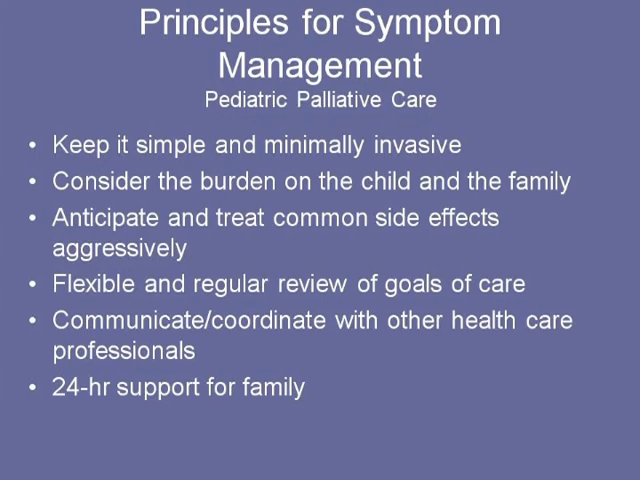 Principles for Symptom
Management
Pediatric Palliative Care
• Keep it simple and minimally invasive
• Consider the burden on the child and the family
• Anticipate and treat common side effects
aggressively
• Flexible and regular review of goals of care
• Communicate/coordinate with other health care
professionals
• 24-hr support for family